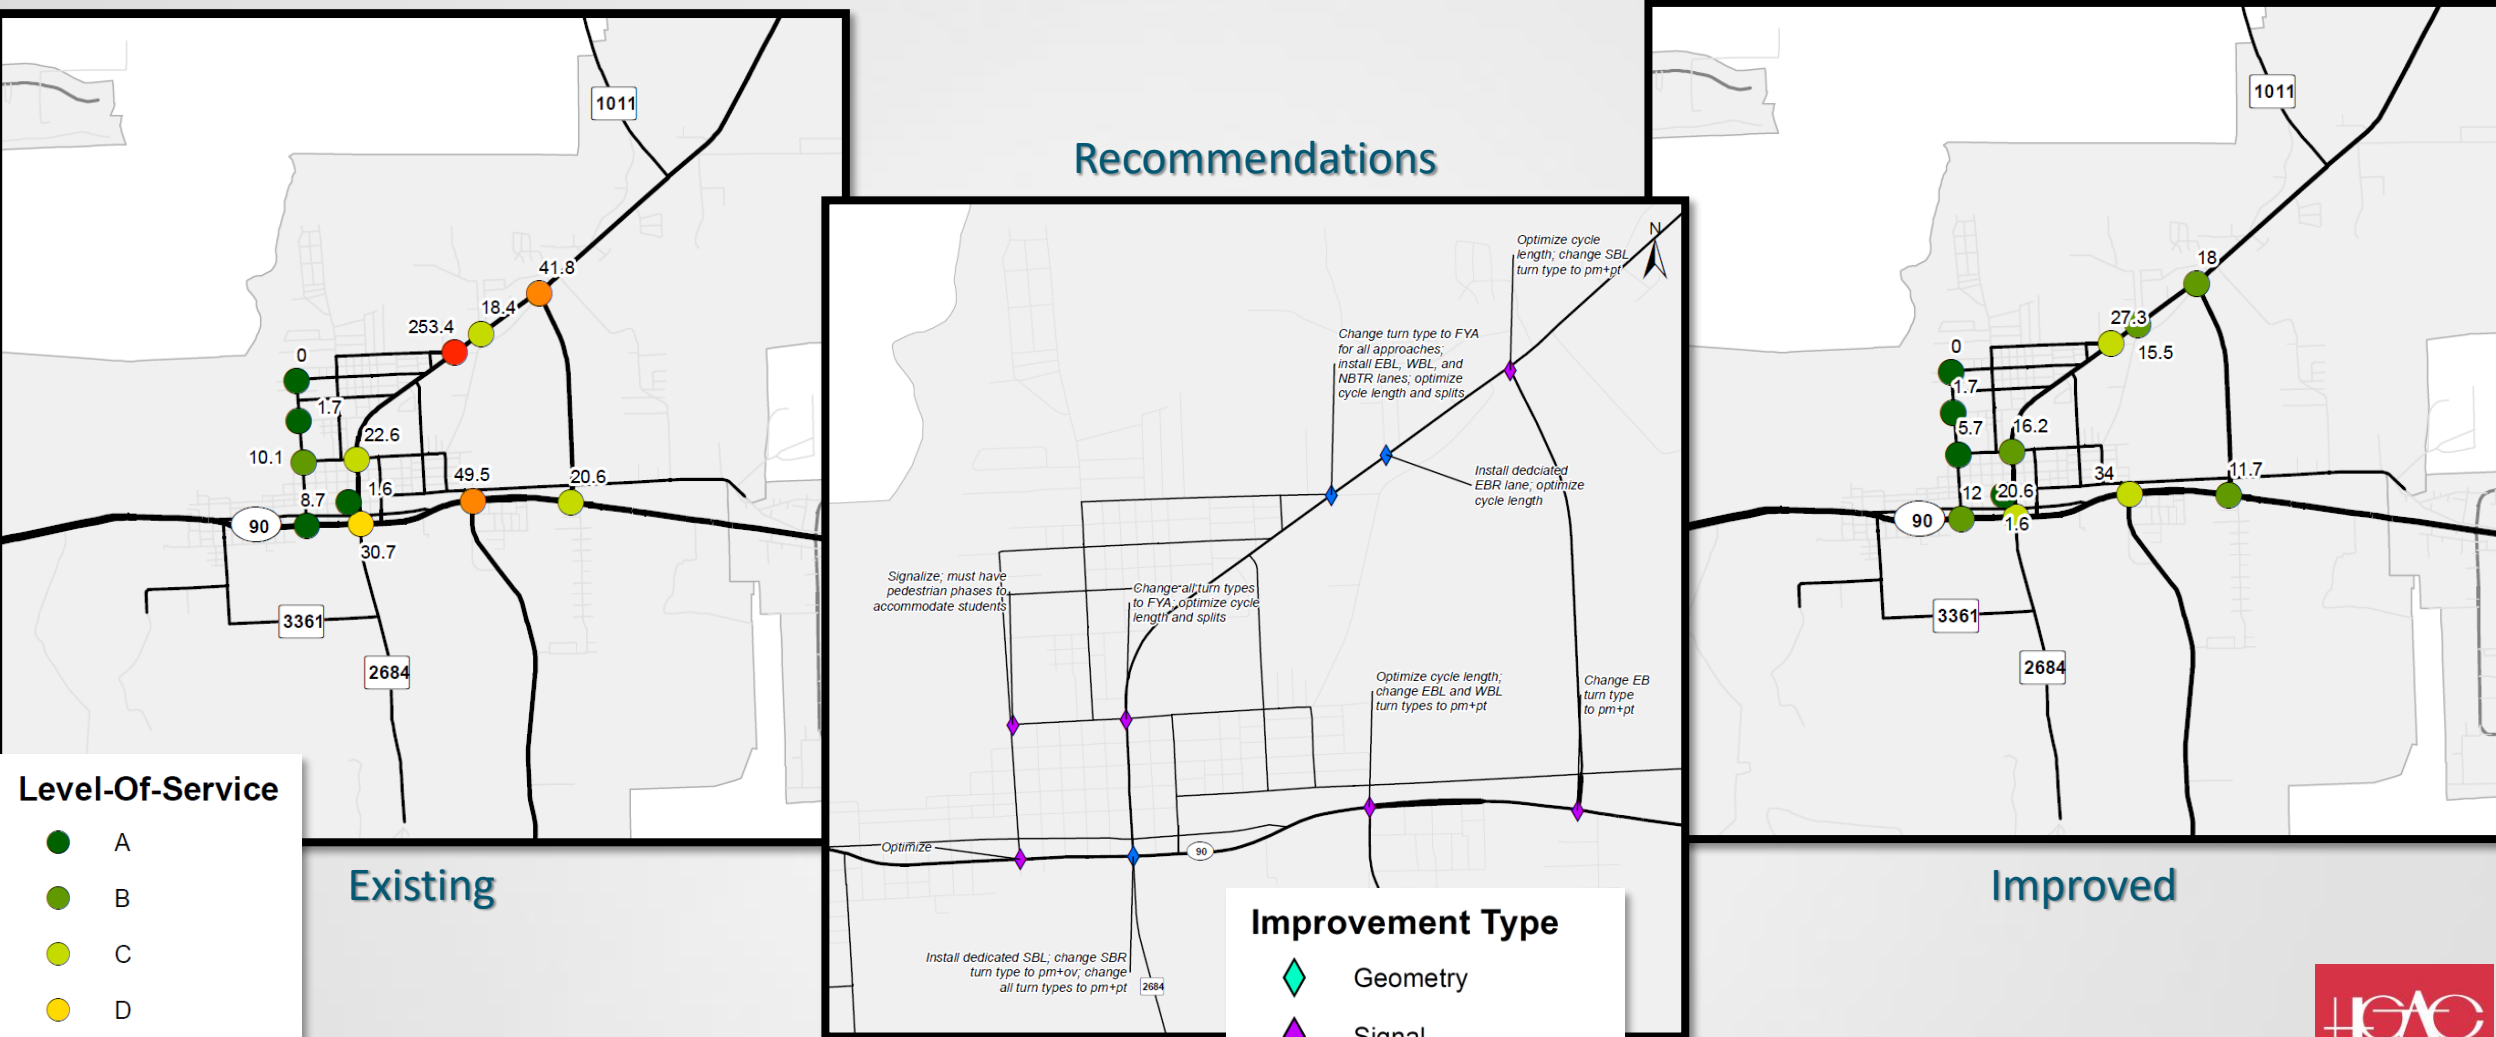 1011
41.8
18.4
253.4
0
1.7
22.6
10.1
49.5
20.6
1.6
8.7
90
30.7
3361
2684
Level-Of-Service
A
B
C
D
Existing
Recommendations
N
Optimize cycle
length; change SBL
turn type to pm+pt
Change turn type to FYA
for all approaches;
install EBL, WBL, and
NBTR lanes; optimize
cycle length and splits
Install dedciated
EBR lane; optimize
cycle length
Signalize; must have
pedestrian phases to
accommodate students
Change all turn types
to FYA; optimize cycle
length and splits
Optimize cycle length;
change EBL and WBL
turn types to pm+pt
Change EB
turn type
to pm+pt
Optimize
90
Install dedicated SBL; change SBR
turn type to pm+ov; change
all turn types to pm+pt
2684
Improvement Type
Geometry
Signal
1011
18
27.3
15.5
0
1.7
5.7
16.2
34
11.7
12
20.6
90
1.6
3361
2684
Improved
HGAC